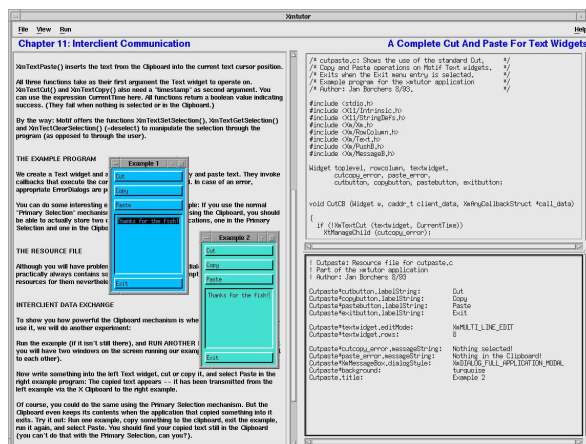 Xmtutor
File View Run
Help
Chapter 11: Interclient Communication
A Complete Cut And Paste For Text Widgets
XmTextPaste() inserts the text from the Clipboard into the current text cursor position.
All three functions take as their first argument the Text widget to operate on.
XmTextCut() and XmTextCopy() also need a "timestamp" as second argument. You
can use the expression CurrentTime here. All functions return a boolean value indicating
success. (They fail when nothing is selected or in the Clipboard.)
By the way: Motif offers the functions XmTextSetSelection(), XmTextGetSelection()
and XmTectClearSelection() (=deselect) to manipulate the selection through the
program (as opposed to through the user).
THE EXAMPLE PROGRAM
We create a Text widget and a
y and paste text. They invoke
callbacks that execute the cor
l. In case of an error,
appropriate ErrorDialogs are p
You can do some interesting e
ple: If you use the normal
"Primary Selection" mechanis
sing the Clipboard, you should
be able to actually store two c
ations, one in the Primary
Selection and one in the Clipbo
THE RESOURCE FILE
Although you will have problem
practically always contains so
resources for them neverthele
INTERCLIENT DATA EXCHANGE
To show you how powerful the Clipboard mechanism is whe
use it, we will do another experiment:
Run the example (if it isn't still there), and RUN ANOTHER
you will have two windows on the screen running our exam
to each other).
Now write something into the left Text widget, cut or copy it, and select Paste in the
right example program: The copied text appears -- it has been transmitted from the
left example via the X Clipboard to the right example.
Of course, you could do the same using the Primary Selection mechanism. But the
Clipboard even keeps its contents when the application that copied something into it
exits. Try it out: Run one example, copy something to the clipboard, exit the example,
run it again, and select Paste. You should find your copied text still in the Clipboard
(you can't do that with the Primary Selection, can you?).
Example 1
Cut
Copy
Paste
Thanks for the fish!
Exit
Example 2
Cut
Copy
Paste
Thanks for the fish!
Exit
/* cutpaste.c: Shows the use of the standard Cut, */
/* Copy and Paste operations on Motif Text widgets. */
/* Exits when the Exit menu entry is selected. */
/* Example program for the xmtutor application */
/* Author: Jan Borchers 8/93. */
#include <stdio.h>
#include <X11/Intrinsic.h>
#include <X11/StringDefs.h>
#include <Xm/Xm.h>
#include <Xm/RowColumn.h>
#include <Xm/Text.h>
#include <Xm/PushB.h>
#include <Xm/MessageB.h>
Widget toplevel, rowcolumn, textwidget,
cutcopy_error, paste_error,
cutbutton, copybutton, pastebutton, exitbutton;
void CutCB (Widget w, caddr_t client_data, XmAnyCallbackStruct *call_data)
{
if (!XmTextCut (textwidget, CurrentTime))
XtManageChild (cutcopy_error);
! Cutpaste: Resource file for cutpaste.c
! Part of the xmtutor application
! Author: Jan Borchers 8/93
Cutpaste*cutbutton.labelString: Cut
Cutpaste*copybutton.labelString: Copy
Cutpaste*pastebutton.labelString: Paste
Cutpaste*exitbutton.labelString: Exit
Cutpaste*textwidget.editMode: XmMULTI_LINE_EDIT
Cutpaste*textwidget.rows: 8
Cutpaste*cutcopy_error.messageString: Nothing selected!
Cutpaste*paste_error.messageString: Nothing in the Clipboard!
Cutpaste*XmMessageBox.dialogStyle: XmDIALOG_FULL_APPLICATION_MODAL
Cutpaste*background: turquoise
Cutpaste.title: Example 2